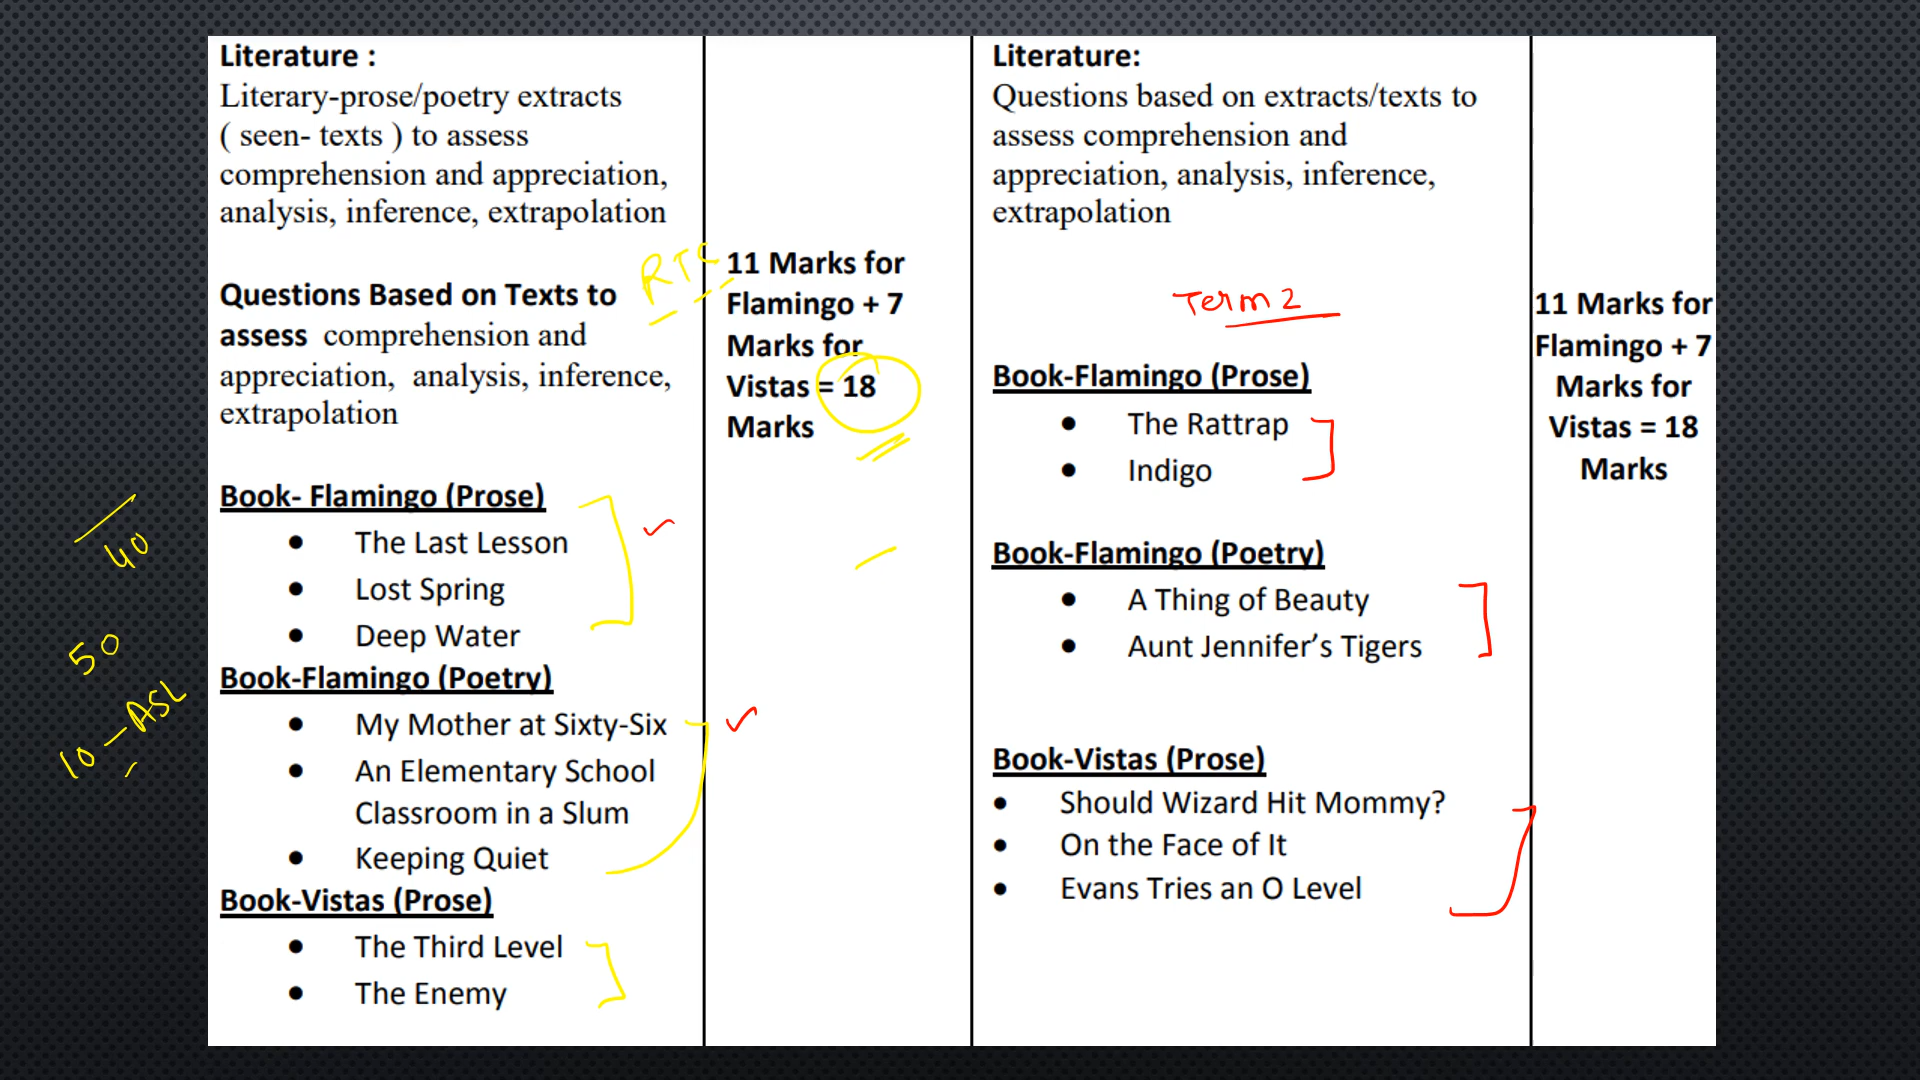 Literature :
Literary-prose/poetry extracts
( seen- texts ) to assess
comprehension and appreciation,
analysis, inference, extrapolation
Questions Based on Texts to
assess comprehension and
appreciation, analysis, inference,
extrapolation
Book- Flamingo (Prose)
● The Last Lesson
● Lost Spring
● Deep Water
Book-Flamingo (Poetry)
● My Mother at Sixty-Six
● An Elementary School
Classroom in a Slum
● Keeping Quiet
Book-Vistas (Prose)
● The Third Level
● The Enemy
40
50
10 - ASL
RTC
11 Marks for
Flamingo + 7
Marks for
Vistas = 18
Marks
Literature:
Questions based on extracts/texts to
assess comprehension and
appreciation, analysis, inference,
extrapolation
Term 2
Book-Flamingo (Prose)
● The Rattrap
● Indigo
Book-Flamingo (Poetry)
● A Thing of Beauty
● Aunt Jennifer’s Tigers
Book-Vistas (Prose)
● Should Wizard Hit Mommy?
● On the Face of It
● Evans Tries an O Level
11 Marks for
Flamingo + 7
Marks for
Vistas = 18
Marks